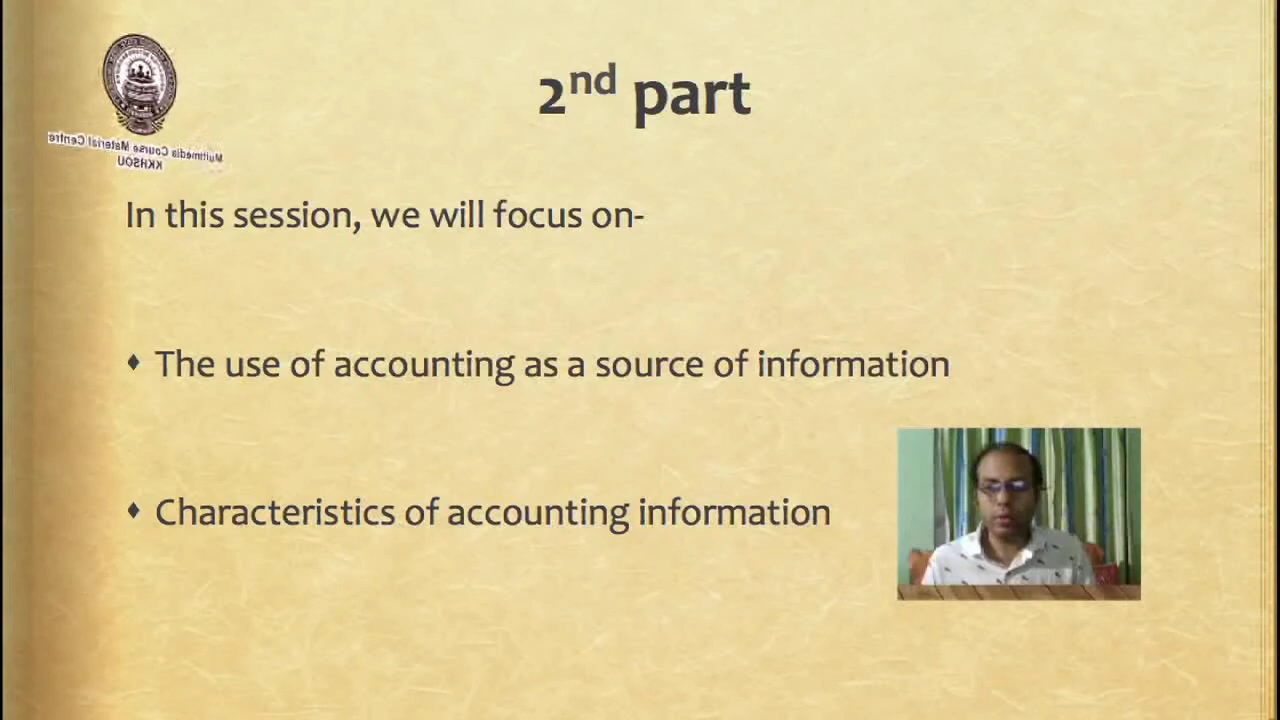 2nd part
Multimedia Course Material Centre
KKHSOU
In this session, we will focus on-
The use of accounting as a source of information
Characteristics of accounting information